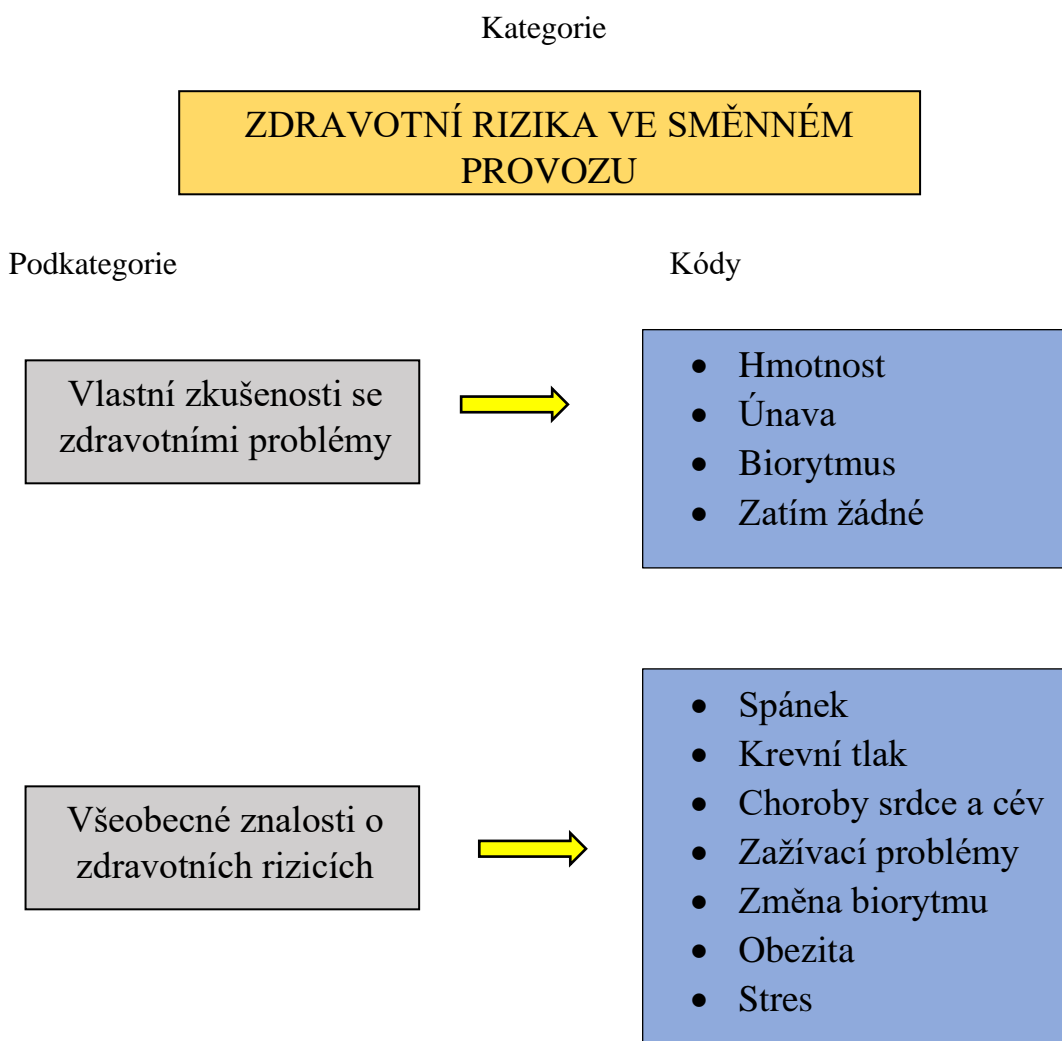 Kategorie
ZDRAVOTNÍ RIZIKA VE SMĚNNÉM
PROVOZU
Podkategorie
Kódy
Vlastní zkušenosti se
zdravotními problémy
• Hmotnost
• Únava
• Biorytmus
• Zatím žádné
Všeobecné znalosti o
zdravotních rizicích
• Spánek
• Krevní tlak
• Choroby srdce a cév
• Zažívací problémy
• Změna biorytmu
• Obezita
• Stres